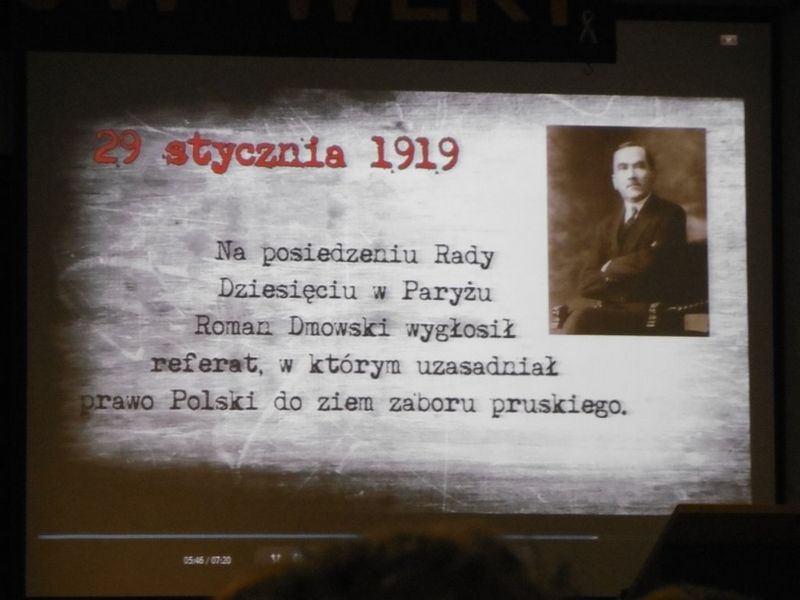 29 stycznia 1919
Na posiedzeniu Rady
Dziesięciu w Paryżu
Roman Dmowski wygłosił
referat, w którym uzasadniał
prawo Polski do ziem zaboru pruskiego.
05:46 / 07:20